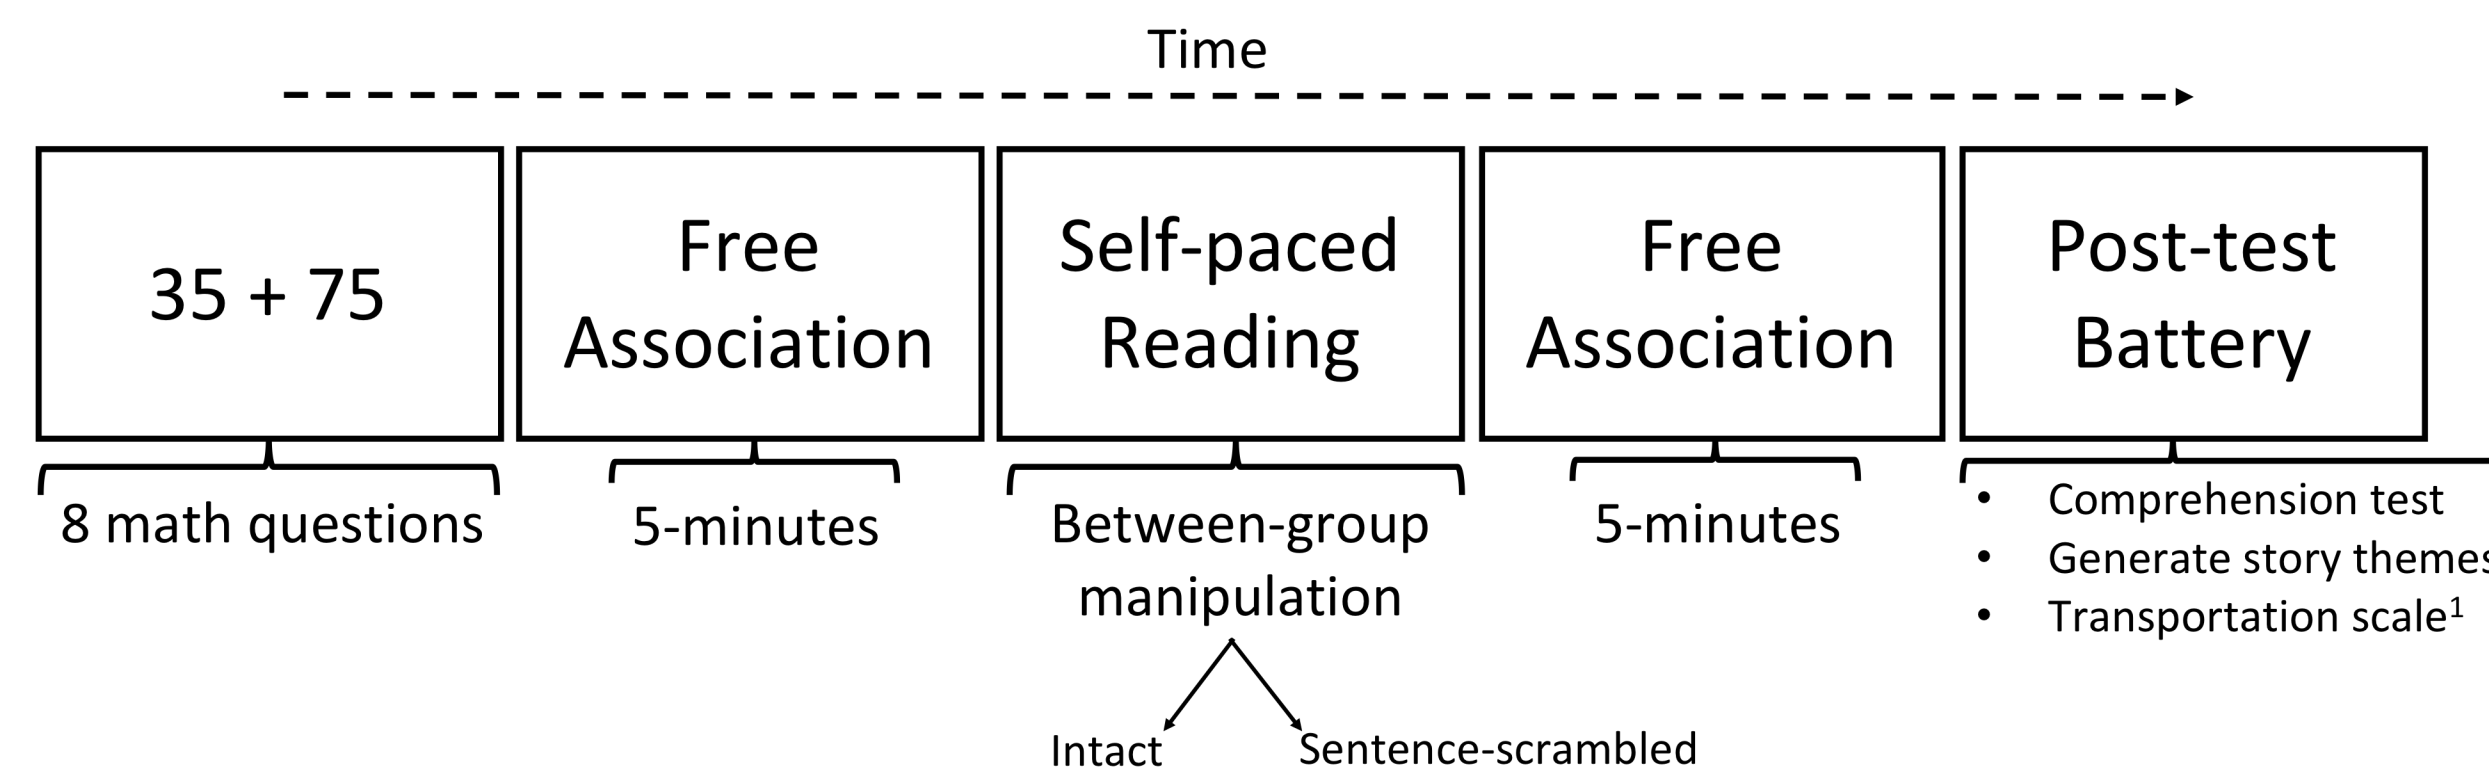 Time
35 + 75
Free
Association
Self-paced
Reading
Free
Association
Post-test
Battery
8 math questions
5-minutes
Between-group
manipulation
Intact
Sentence-scrambled
5-minutes
• Comprehension test
• Generate story themes
• Transportation scale¹